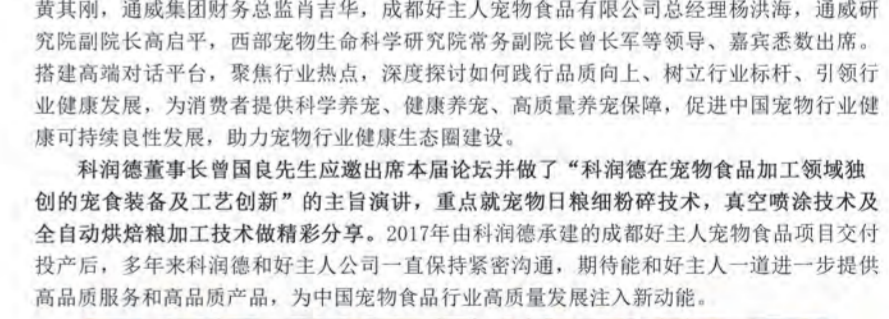 黄其刚，通威集团财务总监肖吉华，成都好主人宠物食品有限公司总经理杨洪海，通威研
究院副院长高启平，西部宠物生命科学研究院常务副院长曾长军等领导、嘉宾悉数出席。
搭建高端对话平台，聚焦行业热点，深度探讨如何践行品质向上、树立行业标杆、引领行
业健康发展，为消费者提供科学养宠、健康养宠、高质量养宠保障，促进中国宠物行业健
康可持续良性发展，助力宠物行业健康生态圈建设。
科润德董事长曾国良先生应邀出席本届论坛并做了“科润德在宠物食品加工领域独
创的宠食装备及工艺创新”的主旨演讲，重点就宠物日粮细粉碎技术，真空喷涂技术及
全自动烘焙粮加工技术做精彩分享。2017年由科润德承建的成都好主人宠物食品项目交付
投产后，多年来科润德和好主人公司一直保持紧密沟通，期待能和好主人一道进一步提供
高品质服务和高品质产品，为中国宠物食品行业高质量发展注入新动能。